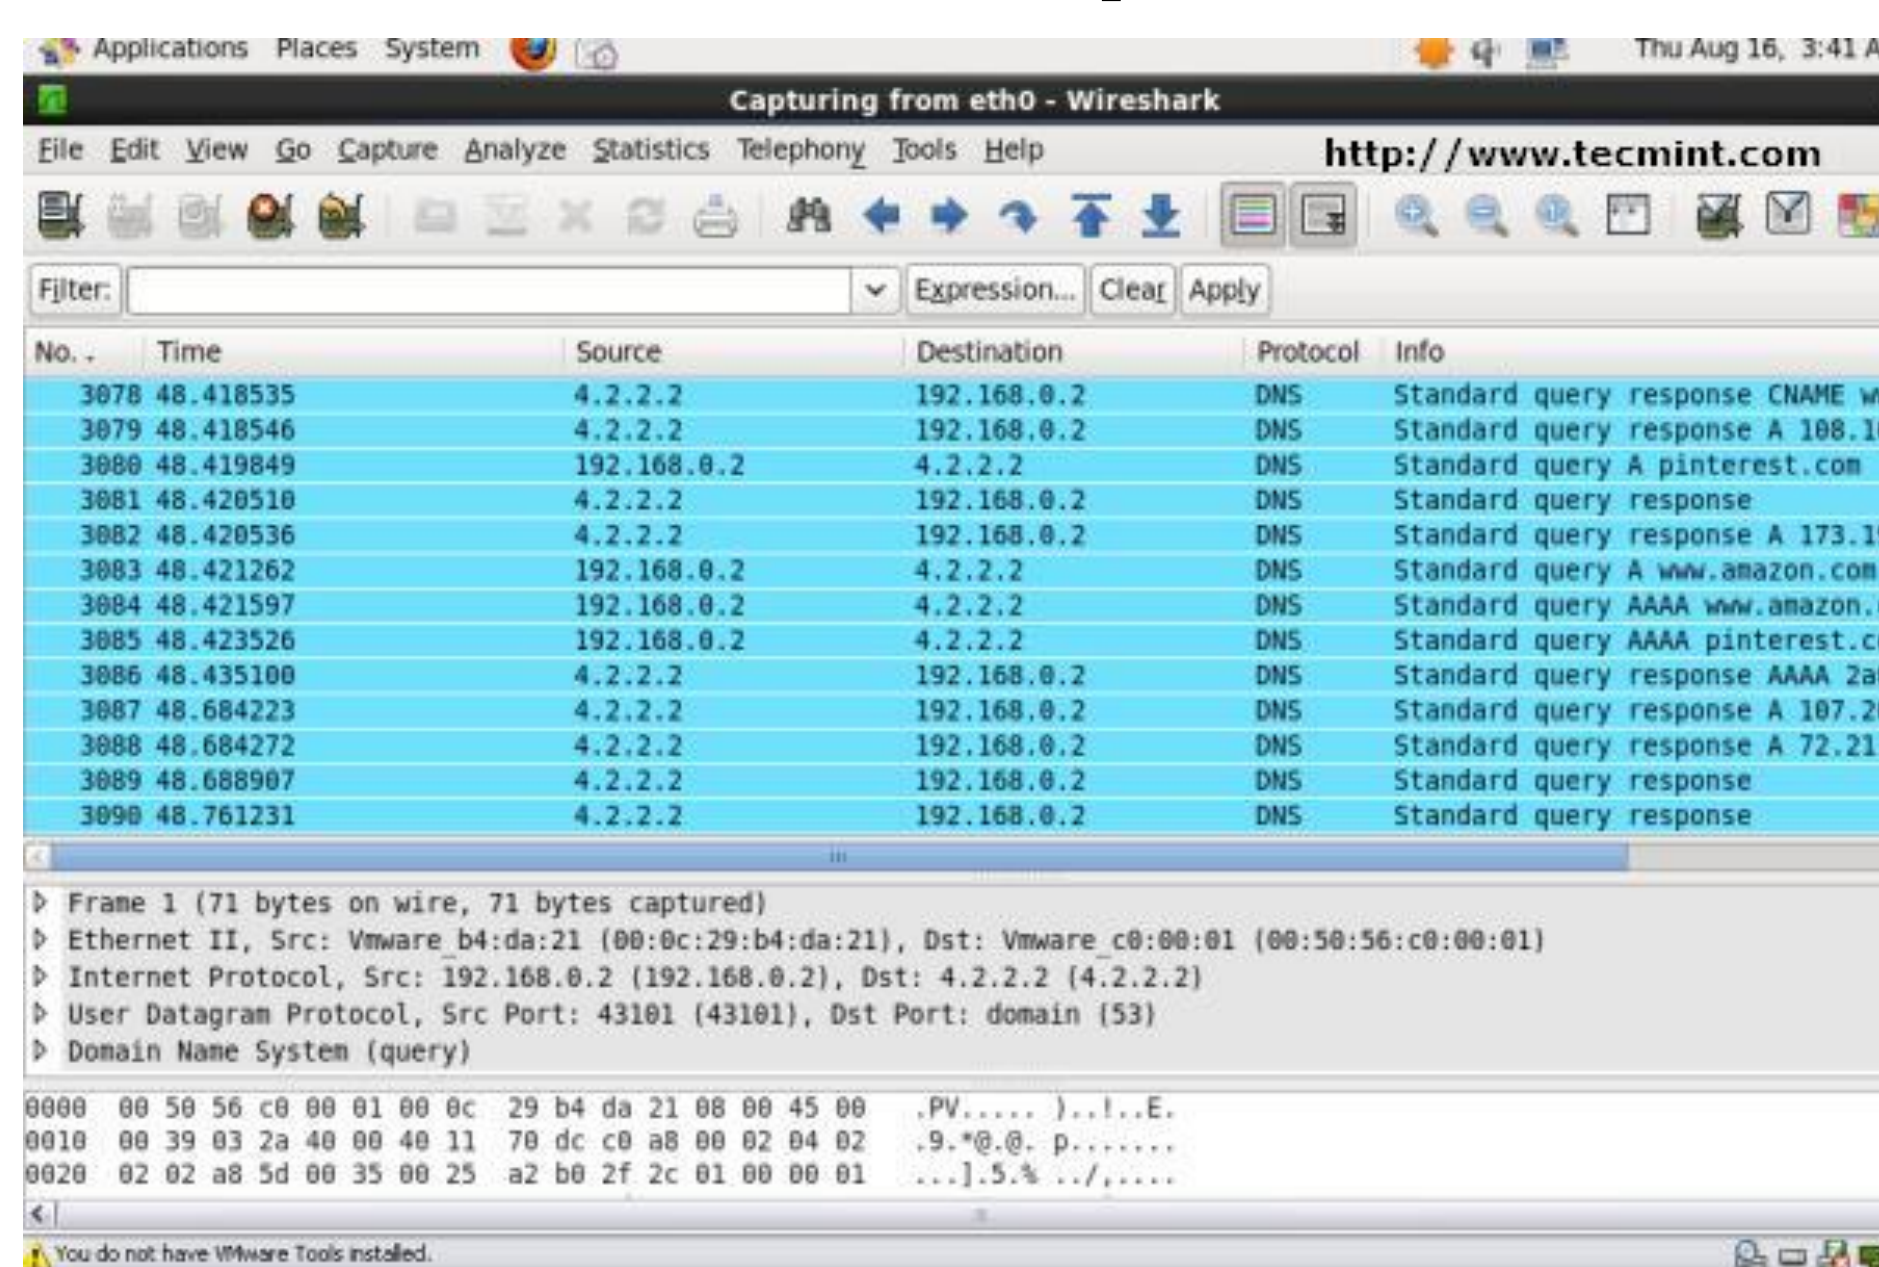 Applications Places System Thu Aug 16, 3:41 A
Capturing from eth0 - Wireshark
File Edit View Go Capture Analyze Statistics Telephony Tools Help http://www.tecmint.com
Filter: Expression... Clear Apply
No. . Time Source Destination Protocol Info
3078 48.418535 4.2.2.2 192.168.0.2 DNS Standard query response CNAME
3079 48.418546 4.2.2.2 192.168.0.2 DNS Standard query response A 108.1
3080 48.419849 192.168.0.2 4.2.2.2 DNS Standard query A pinterest.com
3081 48.420510 4.2.2.2 192.168.0.2 DNS Standard query response
3082 48.420536 4.2.2.2 192.168.0.2 DNS Standard query response A 173.1
3083 48.421262 192.168.0.2 4.2.2.2 DNS Standard query A www.amazon.com
3084 48.421597 192.168.0.2 4.2.2.2 DNS Standard query AAAA www.amazon.
3085 48.423526 192.168.0.2 4.2.2.2 DNS Standard query AAAA pinterest.c
3086 48.435100 4.2.2.2 192.168.0.2 DNS Standard query response AAAA 2a
3087 48.684223 4.2.2.2 192.168.0.2 DNS Standard query response A 107.2
3088 48.684272 4.2.2.2 192.168.0.2 DNS Standard query response A 72.21
3089 48.688907 4.2.2.2 192.168.0.2 DNS Standard query response
3090 48.761231 4.2.2.2 192.168.0.2 DNS Standard query response
Frame 1 (71 bytes on wire, 71 bytes captured)
Ethernet II, Src: Vmware_b4:da:21 (00:0c:29:b4:da:21), Dst: Vmware_c0:00:01 (00:50:56:c0:00:01)
Internet Protocol, Src: 192.168.0.2 (192.168.0.2), Dst: 4.2.2.2 (4.2.2.2)
User Datagram Protocol, Src Port: 43101 (43101), Dst Port: domain (53)
Domain Name System (query)
0000 00 50 56 c0 00 01 00 0c 29 b4 da 21 08 00 45 00 .PV..... )..!..E.
0010 00 39 03 2a 40 00 40 11 70 dc c0 a8 00 02 04 02 .9.*@.@. p.......
0020 02 02 a8 5d 00 35 00 25 a2 b0 2f 2c 01 00 00 01 ...].5.% ../,....
You do not have VMware Tools installed.